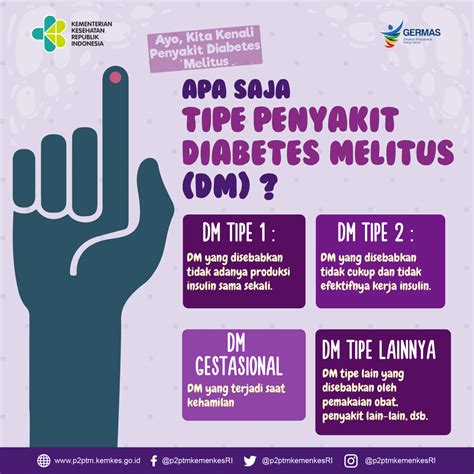 KEMENTERIAN
KESEHATAN
REPUBLIK
INDONESIA
GERMAS
Ayo, Kita Kenali
Penyakit Diabetes
Melitus
APA SAJA
TIPE PENYAKIT
DIABETES MELITUS
(DM) ?
DM TIPE 1 :
DM yang disebabkan
tidak adanya produksi
insulin sama sekali.
DM TIPE 2 :
DM yang disebabkan
tidak cukup dan tidak
efektifnya kerja insulin.
DM
GESTASIONAL
DM yang terjadi saat
kehamilan
DM TIPE LAINNYA
DM tipe lain yang
disebabkan oleh
pemakaian obat,
penyakit lain-lain, dsb.
www.p2ptm.kemkes.go.id
@p2ptmkemenkesRI
@p2ptmkemenkesRI
@p2ptmkemenkesRI